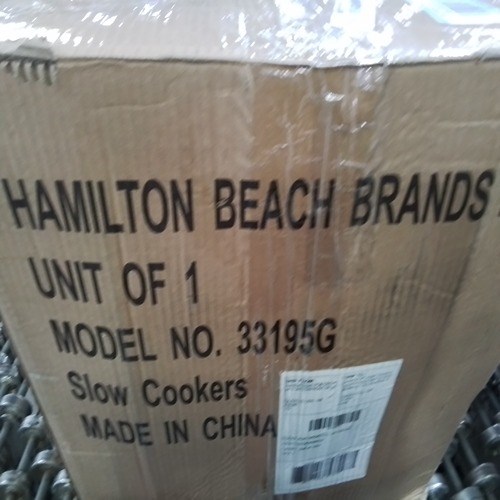 HAMILTON BEACH BRANDS
UNIT OF 1
MODEL NO. 33195G
Slow Cookers
MADE IN CHINA